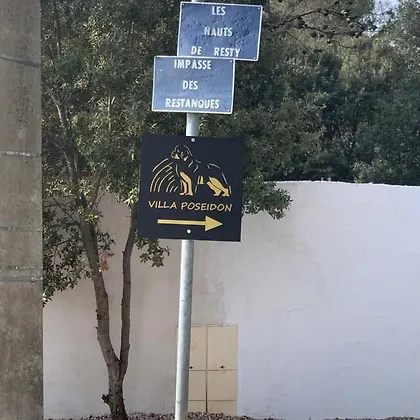 LES
HAUTS
DE RESTY
IMPASSE
DES
RESTANQUES
VILLA POSEIDON